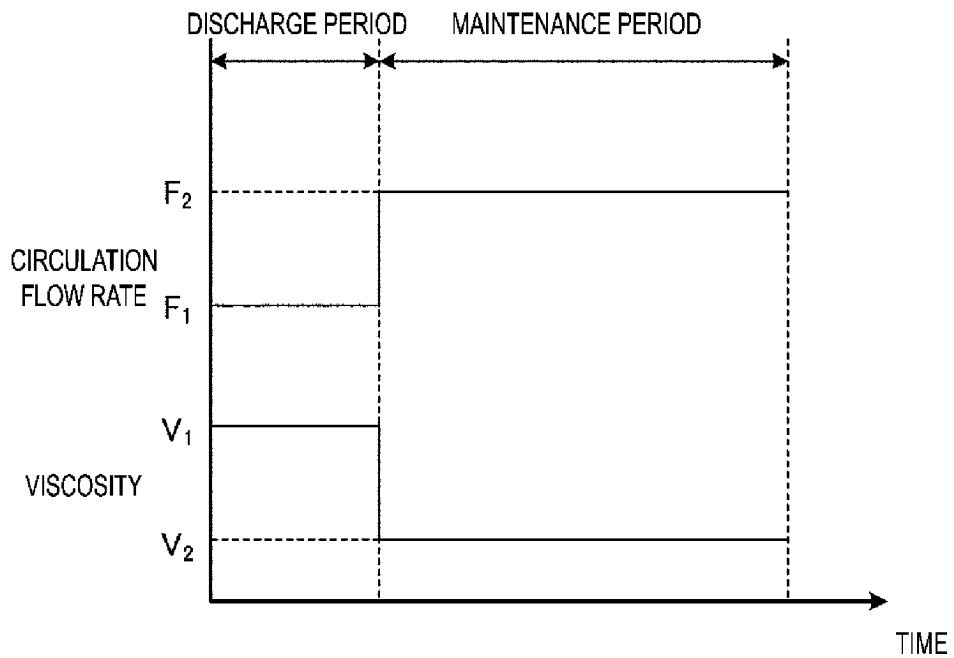 DISCHARGE PERIOD
MAINTENANCE PERIOD
F₂
CIRCULATION
FLOW RATE
F₁
V₁
VISCOSITY
V₂
TIME